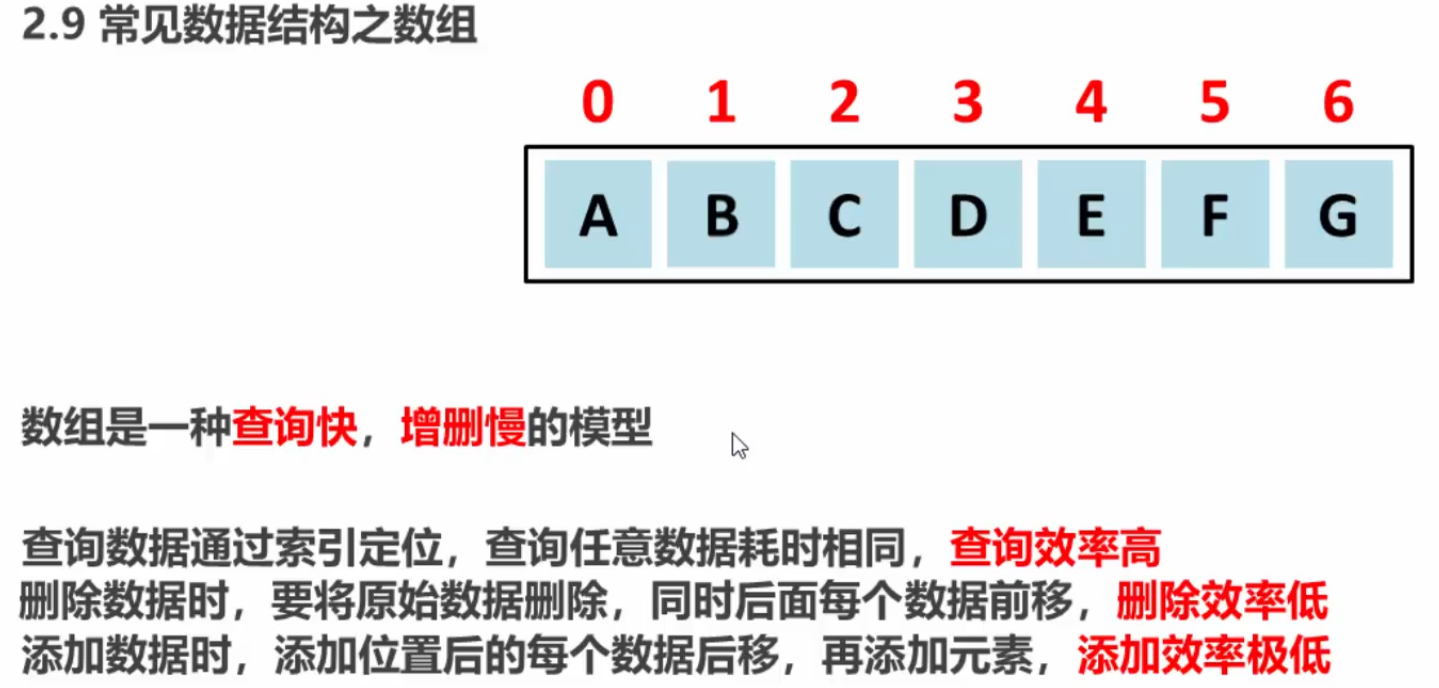 2.9 常见数据结构之数组
0 1 2 3 4 5 6
A B C D E F G
数组是一种查询快，增删慢的模型
查询数据通过索引定位，查询任意数据耗时相同，查询效率高
删除数据时，要将原始数据删除，同时后面每个数据前移，删除效率低
添加数据时，添加位置后的每个数据后移，再添加元素，添加效率极低